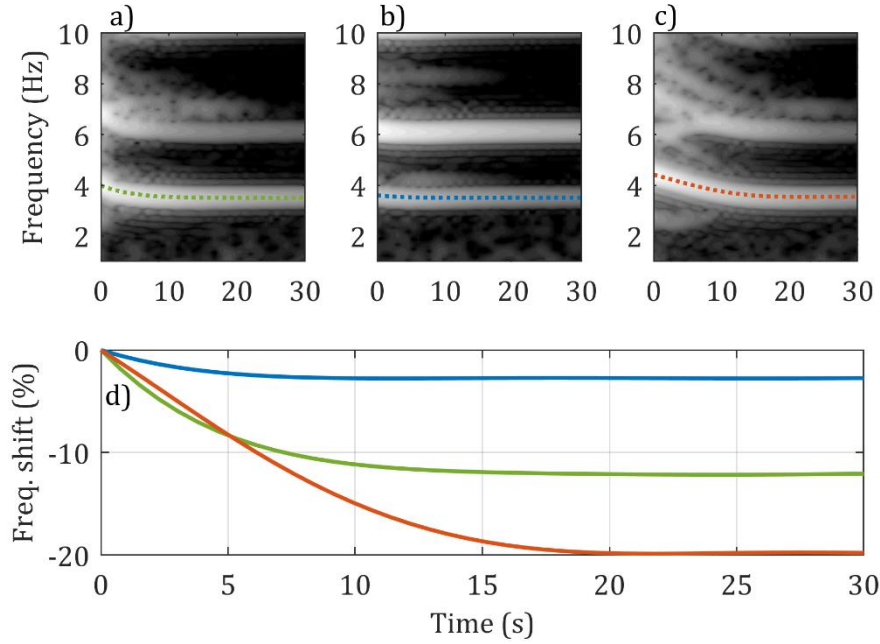 a) b) c)
Frequency (Hz)
10 10 10
8 8 8
6 6 6
4 4 4
2 2 2
0 10 20 30 0 10 20 30 0 10 20 30
Freq. shift (%)
0
-10
-20
d)
0 5 10 15 20 25 30
Time (s)